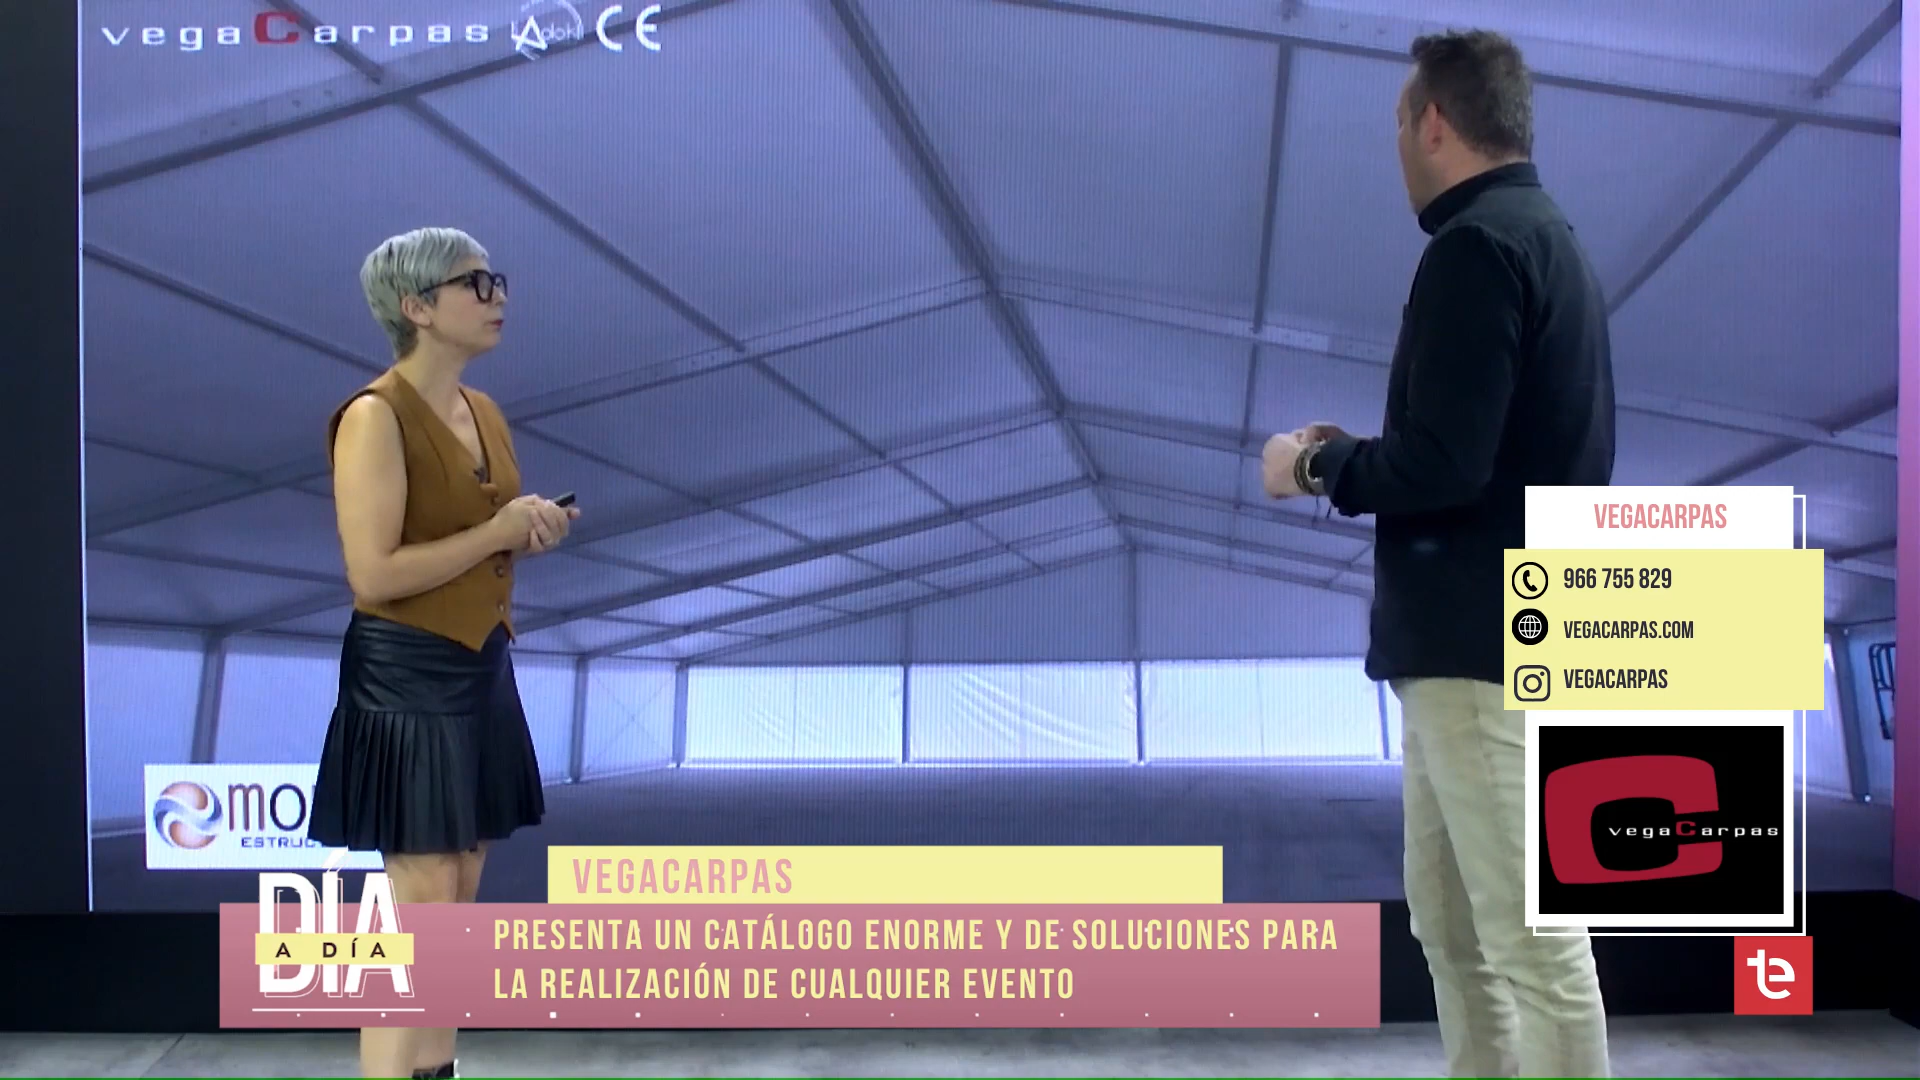 vegaCarpas CE
VEGACARPAS
966 755 829
VEGACARPAS.COM
VEGACARPAS
vegaCarpas
VEGACARPAS
DÍA
A DÍA
DÍA
PRESENTA UN CATÁLOGO ENORME Y DE SOLUCIONES PARA
LA REALIZACIÓN DE CUALQUIER EVENTO
te